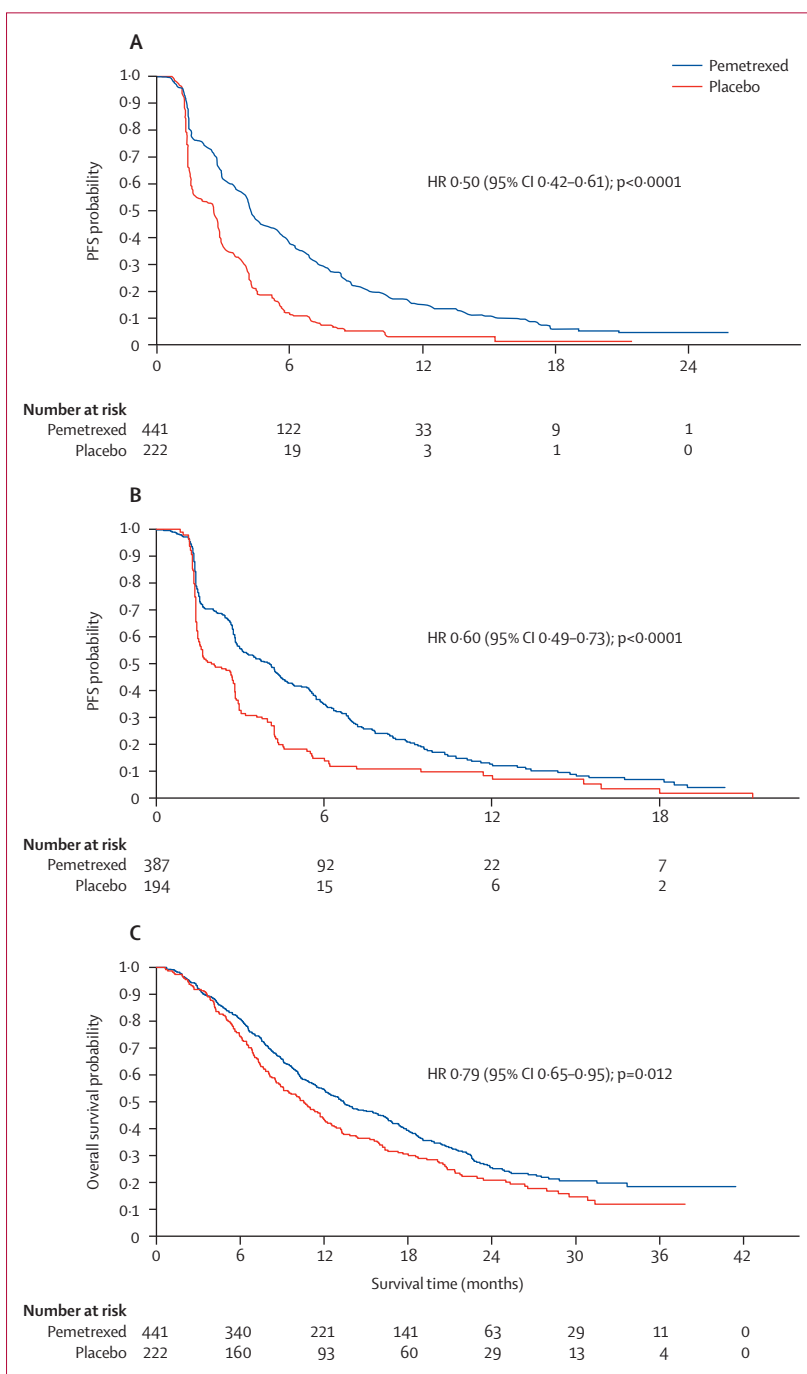 A
Pemetrexed
Placebo
HR 0·50 (95% CI 0·42–0·61); p<0·0001
PFS probability
1·0
0·9
0·8
0·7
0·6
0·5
0·4
0·3
0·2
0·1
0
0 6 12 18 24
Number at risk
Pemetrexed 441 122 33 9 1
Placebo 222 19 3 1 0
B
HR 0·60 (95% CI 0·49–0·73); p<0·0001
PFS probability
1·0
0·9
0·8
0·7
0·6
0·5
0·4
0·3
0·2
0·1
0
0 6 12 18
Number at risk
Pemetrexed 387 92 22 7
Placebo 194 15 6 2
C
HR 0·79 (95% CI 0·65–0·95); p=0·012
Overall survival probability
1·0
0·9
0·8
0·7
0·6
0·5
0·4
0·3
0·2
0·1
0
0 6 12 18 24 30 36 42
Survival time (months)
Number at risk
Pemetrexed 441 340 221 141 63 29 11 0
Placebo 222 160 93 60 29 13 4 0